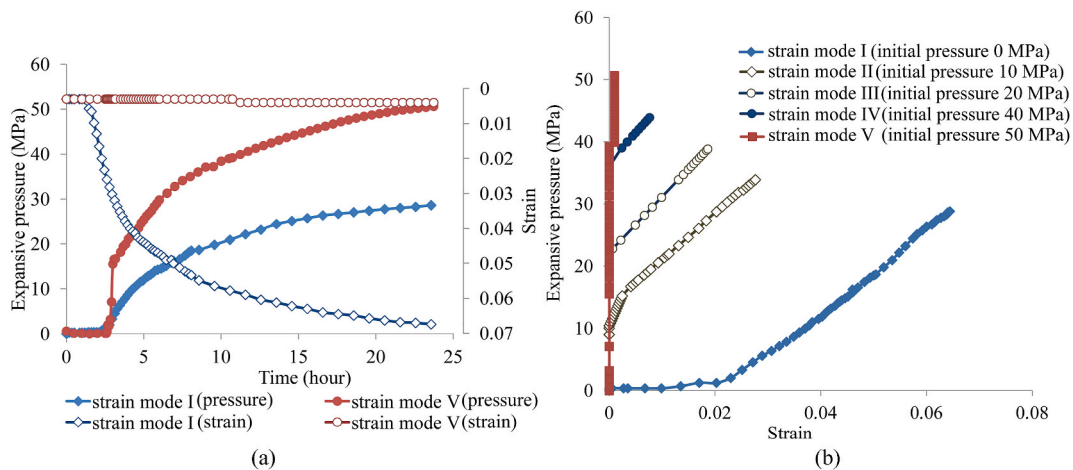 60
50
40
30
20
10
0
Expansive pressure (MPa)
0
0.01
0.02
0.03
0.04
0.05
0.06
0.07
Strain
0 5 10 15 20 25
Time (hour)
strain mode I (pressure)
strain mode V (pressure)
strain mode I (strain)
strain mode V (strain)
(a)
60
50
40
30
20
10
0
Expansive pressure (MPa)
strain mode I (initial pressure 0 MPa)
strain mode II (initial pressure 10 MPa)
strain mode III (initial pressure 20 MPa)
strain mode IV (initial pressure 40 MPa)
strain mode V (initial pressure 50 MPa)
0 0.02 0.04 0.06 0.08
Strain
(b)